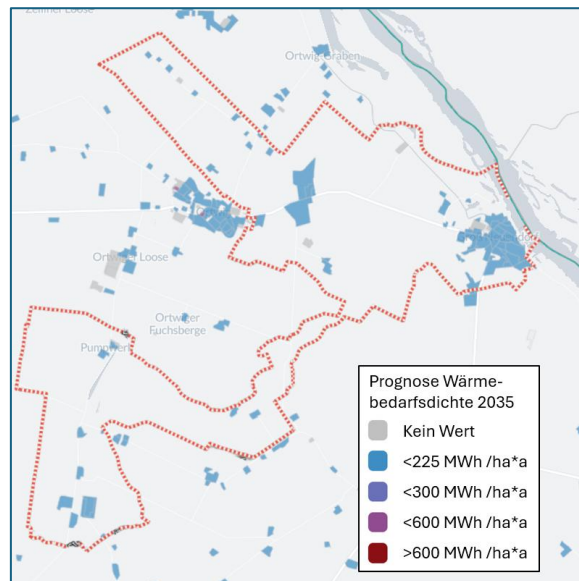 Zelliner Loose
Ortwig Graben
Ortwiger Loose
Ortwiger
Fuchsberge
Pumpwerk
Prognose Wärme-
bedarfsdichte 2035
Kein Wert
<225 MWh /ha*a
<300 MWh /ha*a
<600 MWh /ha*a
>600 MWh /ha*a